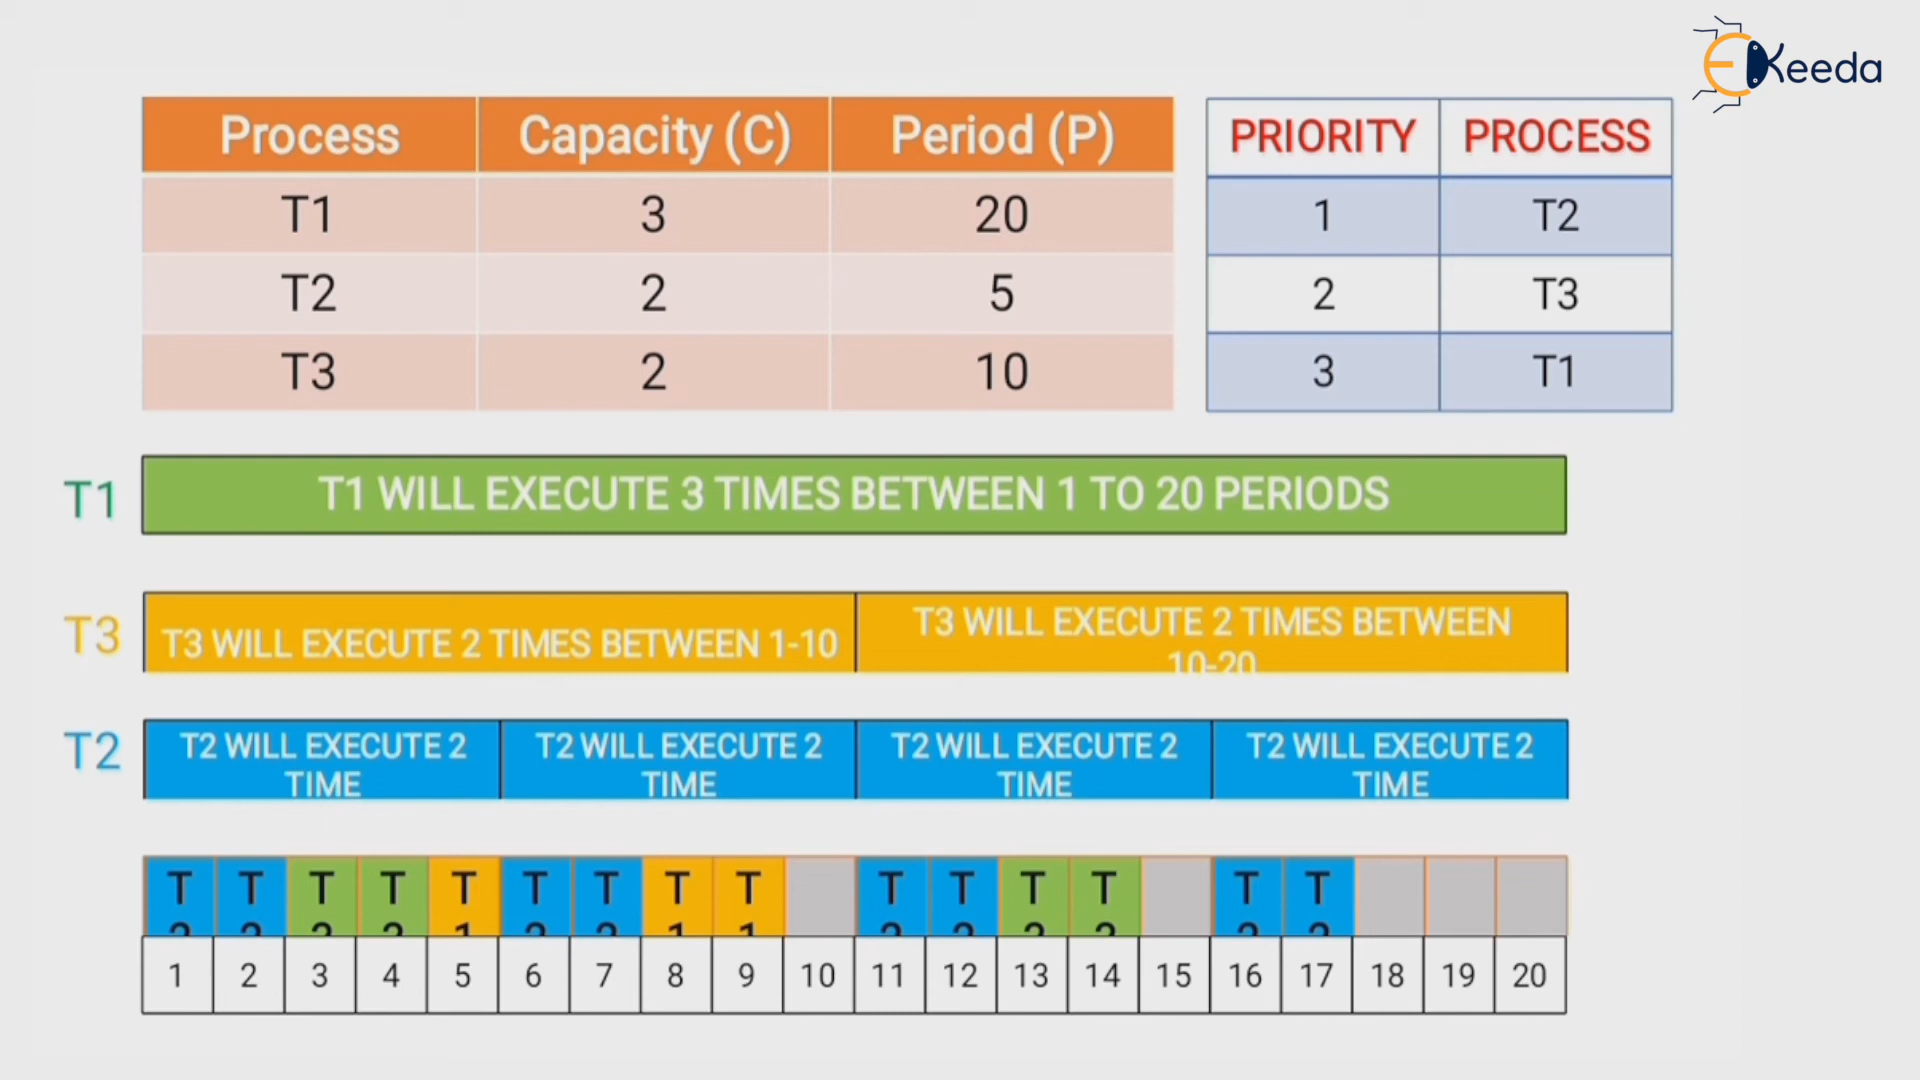 EKeeda
Process Capacity (C) Period (P)
T1 3 20
T2 2 5
T3 2 10
PRIORITY PROCESS
1 T2
2 T3
3 T1
T1 T1 WILL EXECUTE 3 TIMES BETWEEN 1 TO 20 PERIODS
T3 T3 WILL EXECUTE 2 TIMES BETWEEN 1-10
T3 WILL EXECUTE 2 TIMES BETWEEN
10-20
T2 T2 WILL EXECUTE 2
TIME
T2 WILL EXECUTE 2
TIME
T2 WILL EXECUTE 2
TIME
T2 WILL EXECUTE 2
TIME
T T T T T T T T T T T T T T T
1 2 3 4 5 6 7 8 9 10 11 12 13 14 15 16 17 18 19 20